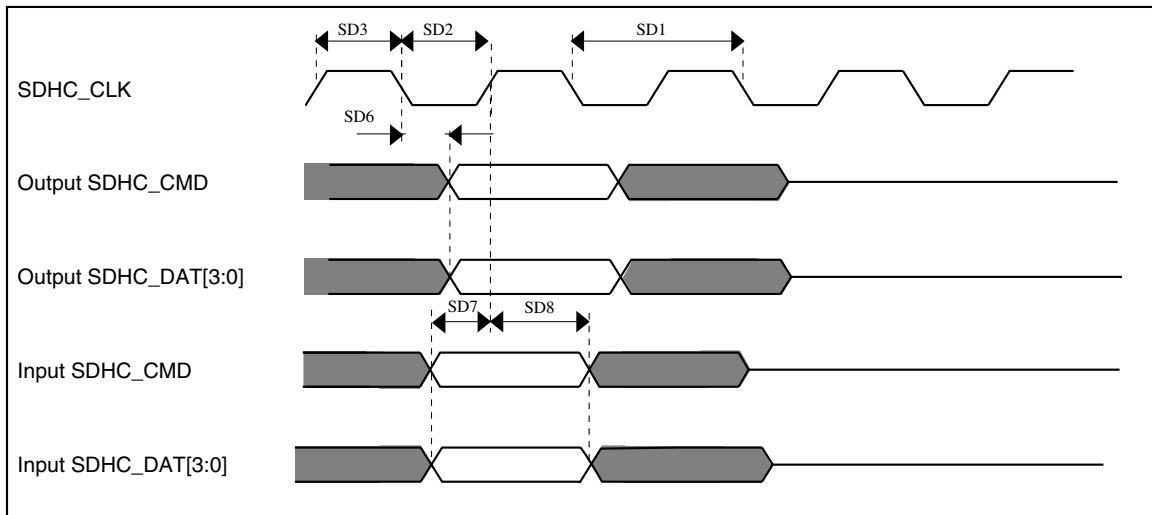 SD3 SD2 SD1
SDHC_CLK
SD6
Output SDHC_CMD
Output SDHC_DAT[3:0]
SD7 SD8
Input SDHC_CMD
Input SDHC_DAT[3:0]